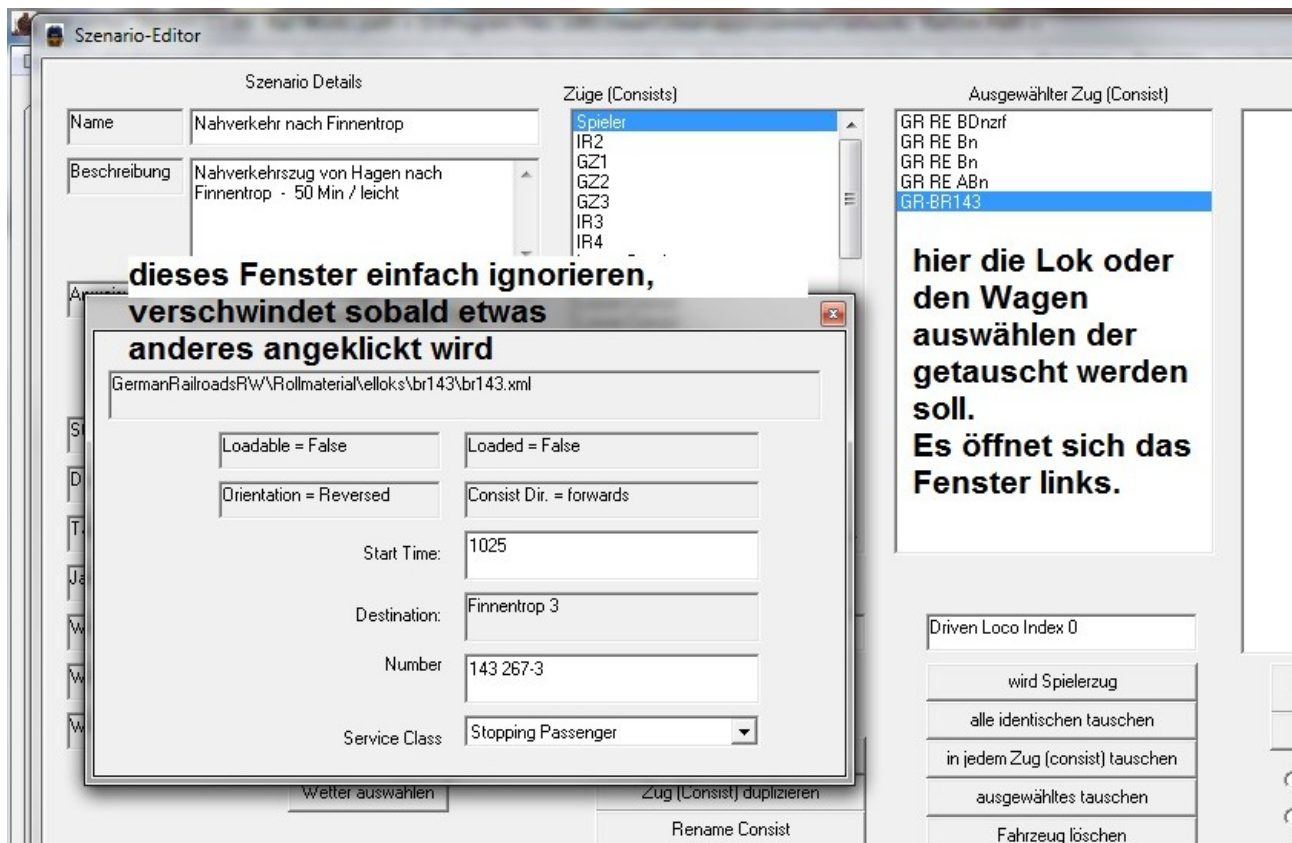 Szenario-Editor
Szenario Details
Name
Nahverkehr nach Finnentrop
Beschreibung
Nahverkehrszug von Hagen nach
Finnentrop - 50 Min / leicht
Züge (Consists)
Spieler
IR2
GZ1
GZ2
GZ3
IR3
IR4
Ausgewählter Zug (Consist)
GR RE BDnzrf
GR RE Bn
GR RE Bn
GR RE ABn
GR-BR143
dieses Fenster einfach ignorieren,
verschwindet sobald etwas
anderes angeklickt wird
hier die Lok oder
den Wagen
auswählen der
getauscht werden
soll.
Es öffnet sich das
Fenster links.
GermanRailroadsRW\Rollmaterial\elloks\br143\br143.xml
Loadable = False
Loaded = False
Orientation = Reversed
Consist Dir. = forwards
Start Time:
1025
Destination:
Finnentrop 3
Number
143 267-3
Service Class
Stopping Passenger
Wetter auswählen
Zug (Consist) duplizieren
Rename Consist
Driven Loco Index 0
wird Spielerzug
alle identischen tauschen
in jedem Zug (consist) tauschen
ausgewähltes tauschen
Fahrzeug löschen